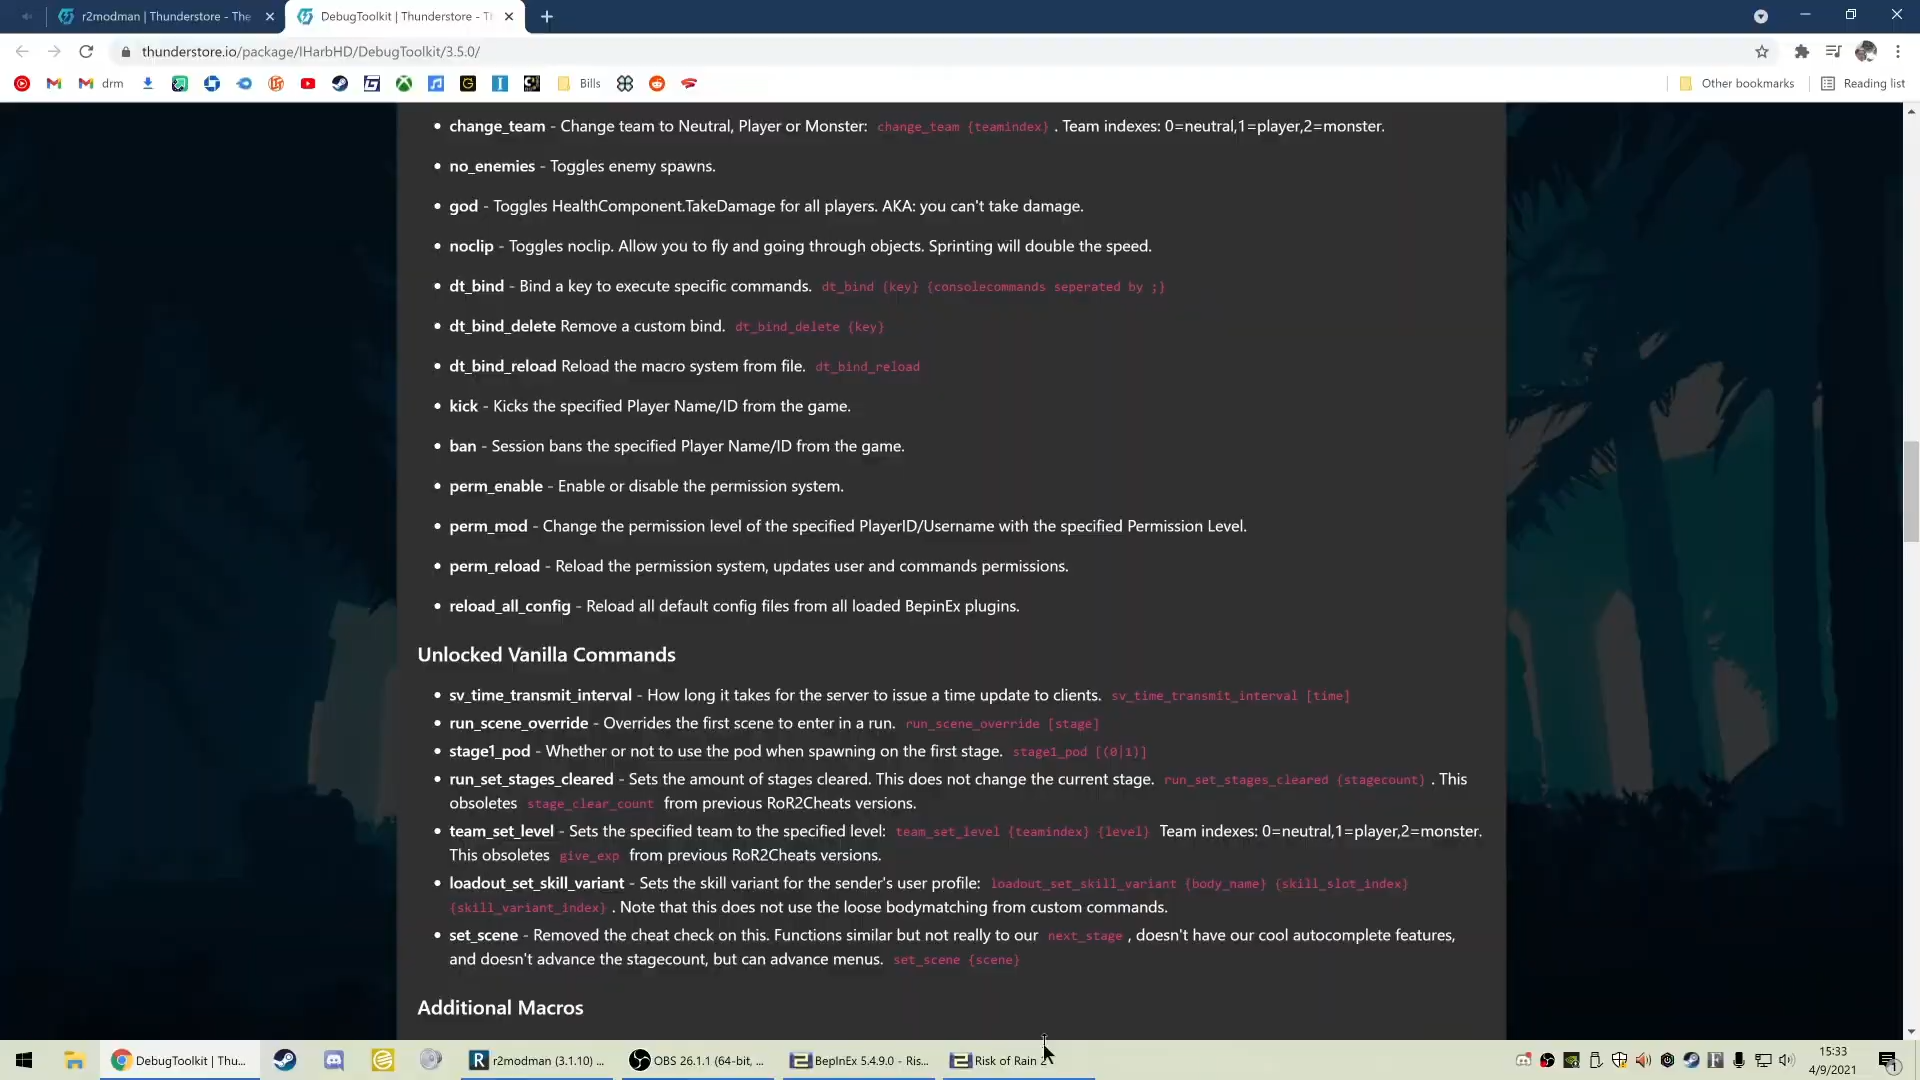 r2modman | Thunderstore - The
DebugToolkit | Thunderstore - Th
thunderstore.io/package/IHarbHD/DebugToolkit/3.5.0/
drm
Bills
Other bookmarks
Reading list
change_team - Change team to Neutral, Player or Monster: change_team {teamindex} . Team indexes: 0=neutral,1=player,2=monster.
no_enemies - Toggles enemy spawns.
god - Toggles HealthComponent.TakeDamage for all players. AKA: you can't take damage.
noclip - Toggles noclip. Allow you to fly and going through objects. Sprinting will double the speed.
dt_bind - Bind a key to execute specific commands. dt_bind {key} {consolecommands seperated by ;}
dt_bind_delete Remove a custom bind. dt_bind_delete {key}
dt_bind_reload Reload the macro system from file. dt_bind_reload
kick - Kicks the specified Player Name/ID from the game.
ban - Session bans the specified Player Name/ID from the game.
perm_enable - Enable or disable the permission system.
perm_mod - Change the permission level of the specified PlayerID/Username with the specified Permission Level.
perm_reload - Reload the permission system, updates user and commands permissions.
reload_all_config - Reload all default config files from all loaded BepinEx plugins.
Unlocked Vanilla Commands
sv_time_transmit_interval - How long it takes for the server to issue a time update to clients. sv_time_transmit_interval [time]
run_scene_override - Overrides the first scene to enter in a run. run_scene_override [stage]
stage1_pod - Whether or not to use the pod when spawning on the first stage. stage1_pod [(0|1)]
run_set_stages_cleared - Sets the amount of stages cleared. This does not change the current stage. run_set_stages_cleared {stagecount} . This
obsoletes stage_clear_count from previous RoR2Cheats versions.
team_set_level - Sets the specified team to the specified level: team_set_level {teamindex} {level} Team indexes: 0=neutral,1=player,2=monster.
This obsoletes give_exp from previous RoR2Cheats versions.
loadout_set_skill_variant - Sets the skill variant for the sender's user profile: loadout_set_skill_variant {body_name} {skill_slot_index}
{skill_variant_index} . Note that this does not use the loose bodymatching from custom commands.
set_scene - Removed the cheat check on this. Functions similar but not really to our next_stage , doesn't have our cool autocomplete features,
and doesn't advance the stagecount, but can advance menus. set_scene {scene}
Additional Macros
DebugToolkit | Thu...
r2modman (3.1.10) ...
OBS 26.1.1 (64-bit, ...
BepInEx 5.4.9.0 - Ris...
Risk of Rain 2
15:33
4/9/2021
1